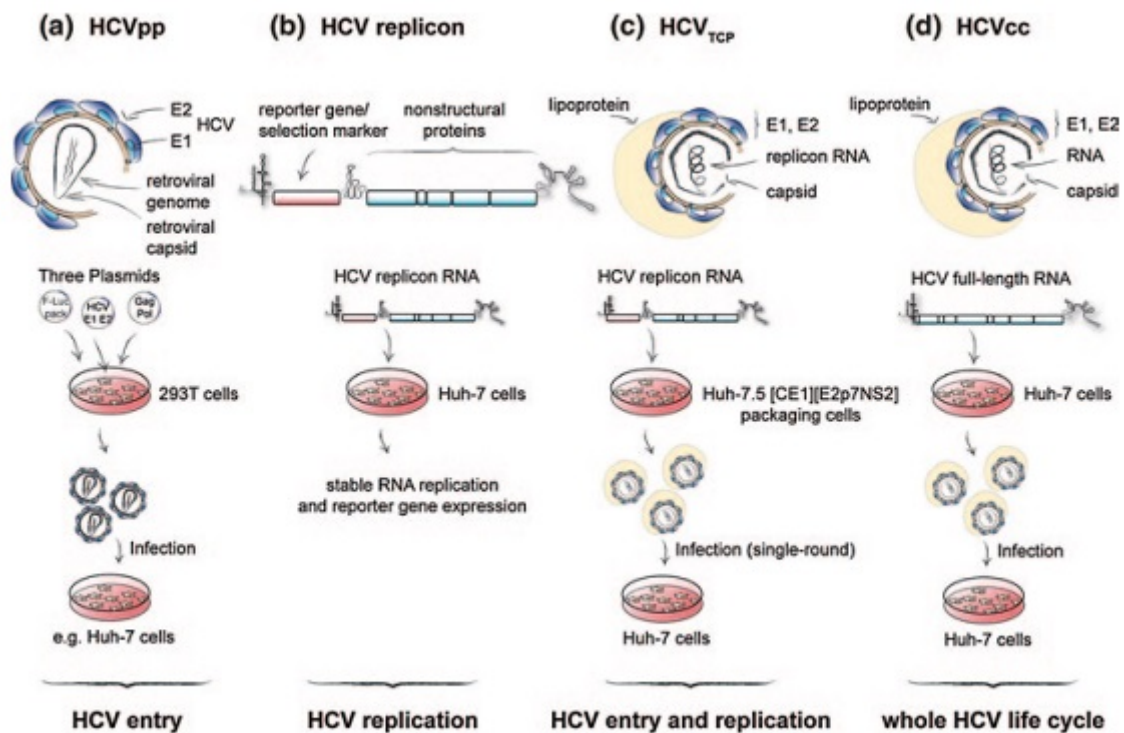 (a) HCVpp
E2
HCV
E1
retroviral
genome
retroviral
capsid
Three Plasmids
F-Luc
pack
HCV
E1 E2
Gag
Pol
293T cells
Infection
e.g. Huh-7 cells
HCV entry
(b) HCV replicon
reporter gene/
selection marker
nonstructural
proteins
HCV replicon RNA
Huh-7 cells
stable RNA replication
and reporter gene expression
HCV replication
(c) HCVTCP
lipoprotein
E1, E2
replicon RNA
capsid
HCV replicon RNA
Huh-7.5 [CE1][E2p7NS2]
packaging cells
Infection (single-round)
Huh-7 cells
HCV entry and replication
(d) HCVcc
lipoprotein
E1, E2
RNA
capsid
HCV full-length RNA
Huh-7 cells
Infection
Huh-7 cells
whole HCV life cycle